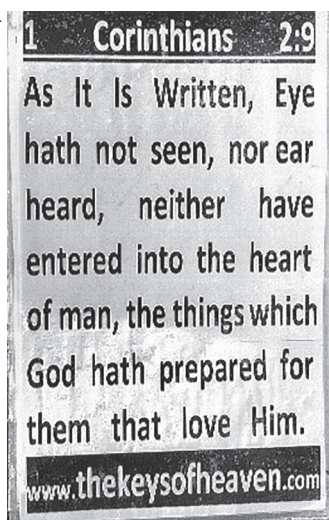 1 Corinthians 2:9
As It Is Written, Eye
hath not seen, nor ear
heard, neither have
entered into the heart
of man, the things which
God hath prepared for
them that love Him.
www.thekeysofheaven.com